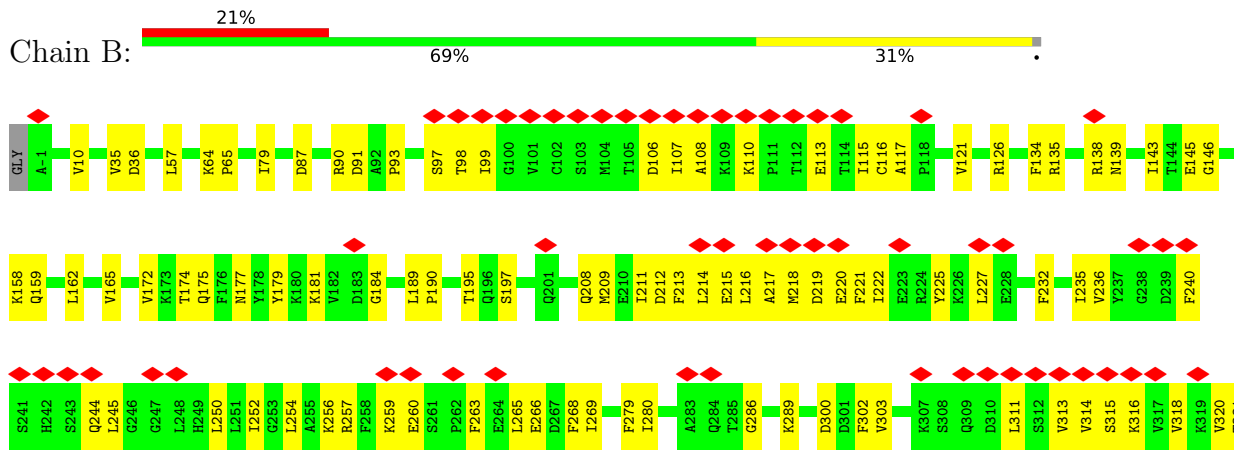 21%
Chain B:
69% 31% .
GLY A-1 V10 V35 D36 L57 K64 P65 I79 D87 R90 D91 A92 P93 S97 T98 I99 G100 V101 C102 S103 M104 T105 D106 I107 A108 K109 K110 P111 T112 E113 T114 I115 C116 A117 P118 V121 R126 F134 R135 R138 N139 I143 T144 E145 G146
K158 Q159 L162 V165 V172 K173 T174 Q175 F176 N177 Y178 Y179 K180 K181 V182 D183 G184 L189 P190 T195 Q196 S197 Q201 Q208 M209 E210 I211 D212 F213 L214 E215 L216 A217 M218 D219 E220 F221 I222 E223 R224 Y225 K226 L227 E228 F232 I235 V236 Y237 G238 D239 F240
S241 H242 S243 Q244 L245 G246 G247 L248 H249 L250 L251 I252 G253 L254 A255 K256 R257 F258 K259 E260 S261 P262 F263 E264 L265 E266 D267 F268 I269 F279 I280 A283 Q284 T285 G286 K289 D300 D301 F302 V303 K307 S308 Q309 D310 L311 S312 V313 V314 S315 K316 V317 V318 K319 V320